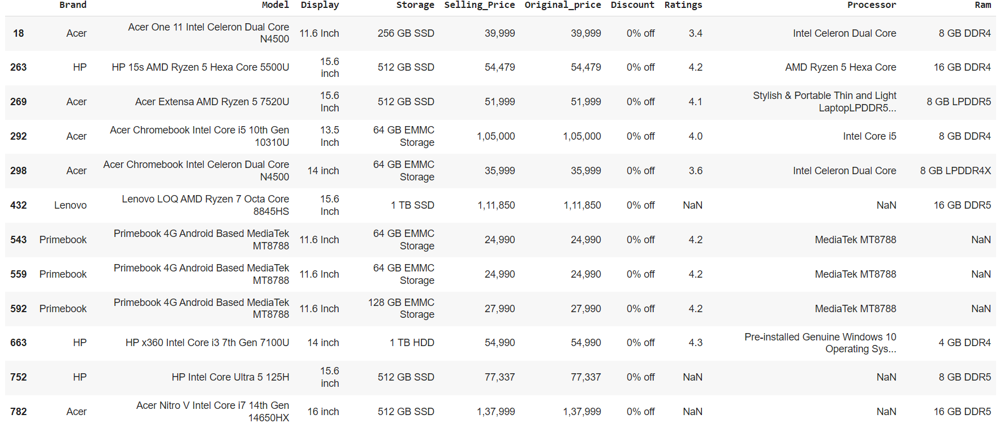 Brand Model Display Storage Selling_Price Original_price Discount Ratings Processor Ram
18 Acer Acer One 11 Intel Celeron Dual Core N4500 11.6 Inch 256 GB SSD 39,999 39,999 0% off 3.4 Intel Celeron Dual Core 8 GB DDR4
263 HP HP 15s AMD Ryzen 5 Hexa Core 5500U 15.6 inch 512 GB SSD 54,479 54,479 0% off 4.2 AMD Ryzen 5 Hexa Core 16 GB DDR4
269 Acer Acer Extensa AMD Ryzen 5 7520U 15.6 Inch 512 GB SSD 51,999 51,999 0% off 4.1 Stylish & Portable Thin and Light LaptopLPDDR5... 8 GB LPDDR5
292 Acer Acer Chromebook Intel Core i5 10th Gen 10310U 13.5 Inch 64 GB EMMC Storage 1,05,000 1,05,000 0% off 4.0 Intel Core i5 8 GB DDR4
298 Acer Acer Chromebook Intel Celeron Dual Core N4500 14 inch 64 GB EMMC Storage 35,999 35,999 0% off 3.6 Intel Celeron Dual Core 8 GB LPDDR4X
432 Lenovo Lenovo LOQ AMD Ryzen 7 Octa Core 8845HS 15.6 Inch 1 TB SSD 1,11,850 1,11,850 0% off NaN NaN 16 GB DDR5
543 Primebook Primebook 4G Android Based MediaTek MT8788 11.6 Inch 64 GB EMMC Storage 24,990 24,990 0% off 4.2 MediaTek MT8788 NaN
559 Primebook Primebook 4G Android Based MediaTek MT8788 11.6 Inch 64 GB EMMC Storage 24,990 24,990 0% off 4.2 MediaTek MT8788 NaN
592 Primebook Primebook 4G Android Based MediaTek MT8788 11.6 Inch 128 GB EMMC Storage 27,990 27,990 0% off 4.2 MediaTek MT8788 NaN
663 HP HP x360 Intel Core i3 7th Gen 7100U 14 inch 1 TB HDD 54,990 54,990 0% off 4.3 Pre-installed Genuine Windows 10 Operating Sys... 4 GB DDR4
752 HP HP Intel Core Ultra 5 125H 15.6 inch 512 GB SSD 77,337 77,337 0% off NaN NaN 8 GB DDR5
782 Acer Acer Nitro V Intel Core i7 14th Gen 14650HX 16 inch 512 GB SSD 1,37,999 1,37,999 0% off NaN NaN 16 GB DDR5